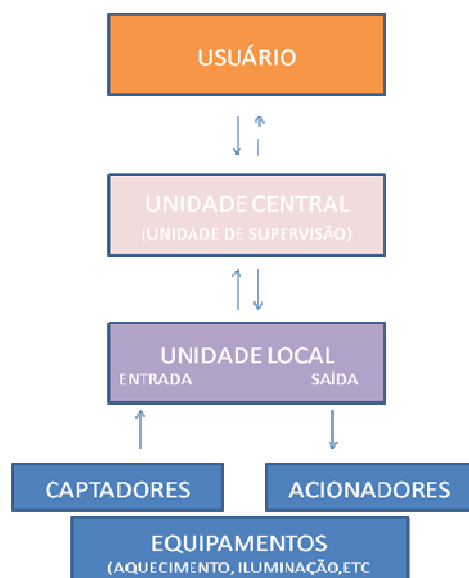 USUÁRIO
UNIDADE CENTRAL
(UNIDADE DE SUPERVISÃO)
UNIDADE LOCAL
ENTRADA SAÍDA
CAPTADORES ACIONADORES
EQUIPAMENTOS
(AQUECIMENTO, ILUMINAÇÃO,ETC